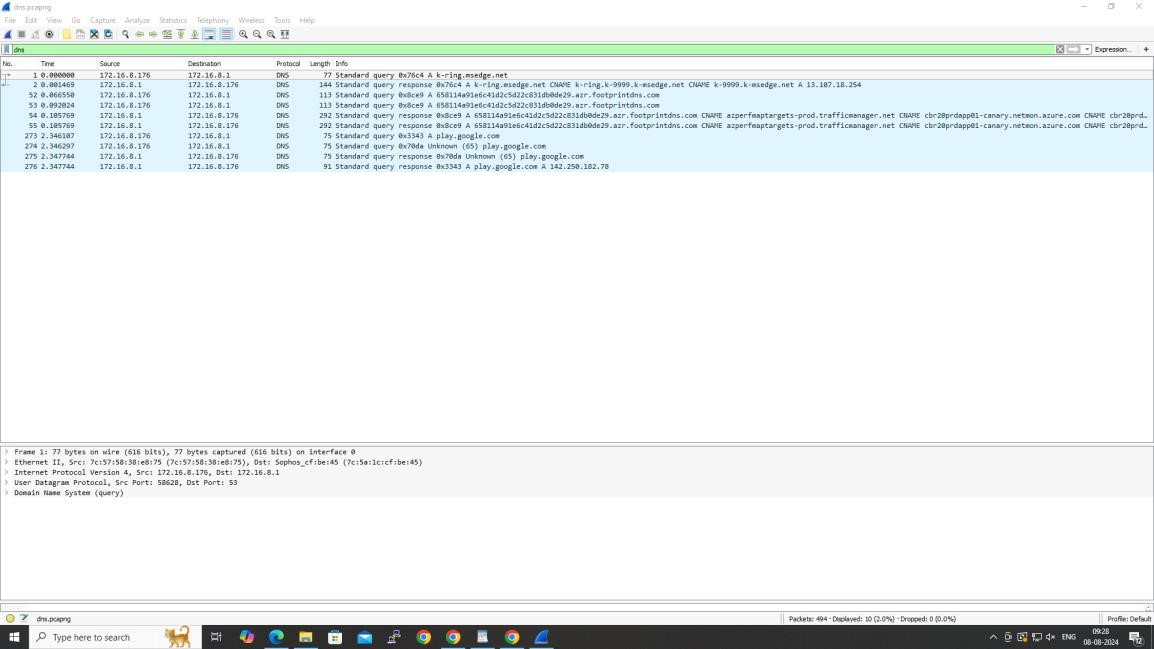 dns.pcapng
File Edit View Go Capture Analyze Statistics Telephony Wireless Tools Help
dns
Expression... +
No. Time Source Destination Protocol Length Info
1 0.000000 172.16.8.176 172.16.8.1 DNS 77 Standard query 0x76c4 A k-ring.msedge.net
2 0.001469 172.16.8.1 172.16.8.176 DNS 144 Standard query response 0x76c4 A k-ring.msedge.net CNAME k-ring.k-9999.k-msedge.net CNAME k-9999.k-msedge.net A 13.107.18.254
52 0.066550 172.16.8.176 172.16.8.1 DNS 113 Standard query 0x8ce9 A 658114a91e6c41d2c5d22c831db0de29.azr.footprintdns.com
53 0.092024 172.16.8.176 172.16.8.1 DNS 113 Standard query 0x8ce9 A 658114a91e6c41d2c5d22c831db0de29.azr.footprintdns.com
54 0.105769 172.16.8.1 172.16.8.176 DNS 292 Standard query response 0x8ce9 A 658114a91e6c41d2c5d22c831db0de29.azr.footprintdns.com CNAME azperfmaptargets-prod.trafficmanager.net CNAME cbr20prdapp01-canary.netmon.azure.com CNAME cbr20prd...
55 0.105769 172.16.8.1 172.16.8.176 DNS 292 Standard query response 0x8ce9 A 658114a91e6c41d2c5d22c831db0de29.azr.footprintdns.com CNAME azperfmaptargets-prod.trafficmanager.net CNAME cbr20prdapp01-canary.netmon.azure.com CNAME cbr20prd...
273 2.346107 172.16.8.176 172.16.8.1 DNS 75 Standard query 0x3343 A play.google.com
274 2.346297 172.16.8.176 172.16.8.1 DNS 75 Standard query 0x70da Unknown (65) play.google.com
275 2.347744 172.16.8.1 172.16.8.176 DNS 75 Standard query response 0x70da Unknown (65) play.google.com
276 2.347744 172.16.8.1 172.16.8.176 DNS 91 Standard query response 0x3343 A play.google.com A 142.250.182.78
Frame 1: 77 bytes on wire (616 bits), 77 bytes captured (616 bits) on interface 0
Ethernet II, Src: 7c:57:58:38:e8:75 (7c:57:58:38:e8:75), Dst: Sophos_cf:be:45 (7c:5a:1c:cf:be:45)
Internet Protocol Version 4, Src: 172.16.8.176, Dst: 172.16.8.1
User Datagram Protocol, Src Port: 58628, Dst Port: 53
Domain Name System (query)
dns.pcapng
Packets: 494 · Displayed: 10 (2.0%) · Dropped: 0 (0.0%)
Profile: Default
Type here to search
ENG
09:28
08-08-2024
12